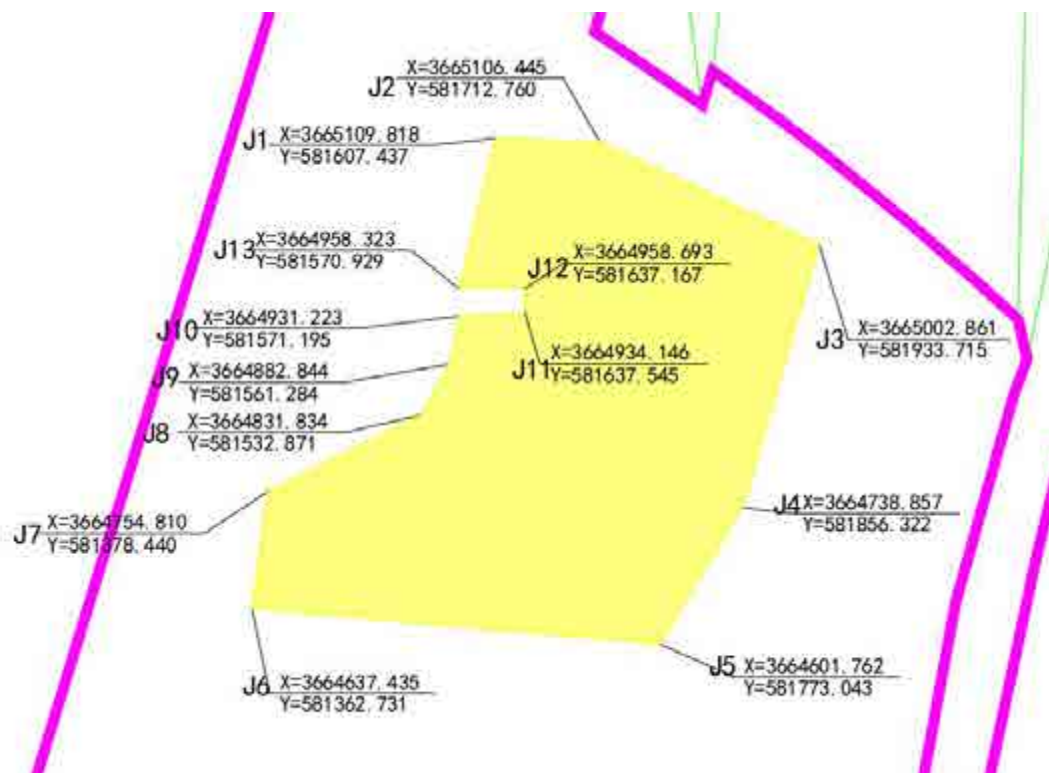 J2 X=3665106.445
Y=581712.760
J1 X=3665109.818
Y=581607.437
J13 X=3664958.323
Y=581570.929
J12 X=3664958.693
Y=581637.167
J10 X=3664931.223
Y=581571.195
J3 X=3665002.861
Y=581933.715
J11 X=3664934.146
Y=581637.545
J9 X=3664882.844
Y=581561.284
J8 X=3664831.834
Y=581532.871
J4 X=3664738.857
Y=581856.322
J7 X=3664754.810
Y=581378.440
J5 X=3664601.762
Y=581773.043
J6 X=3664637.435
Y=581362.731